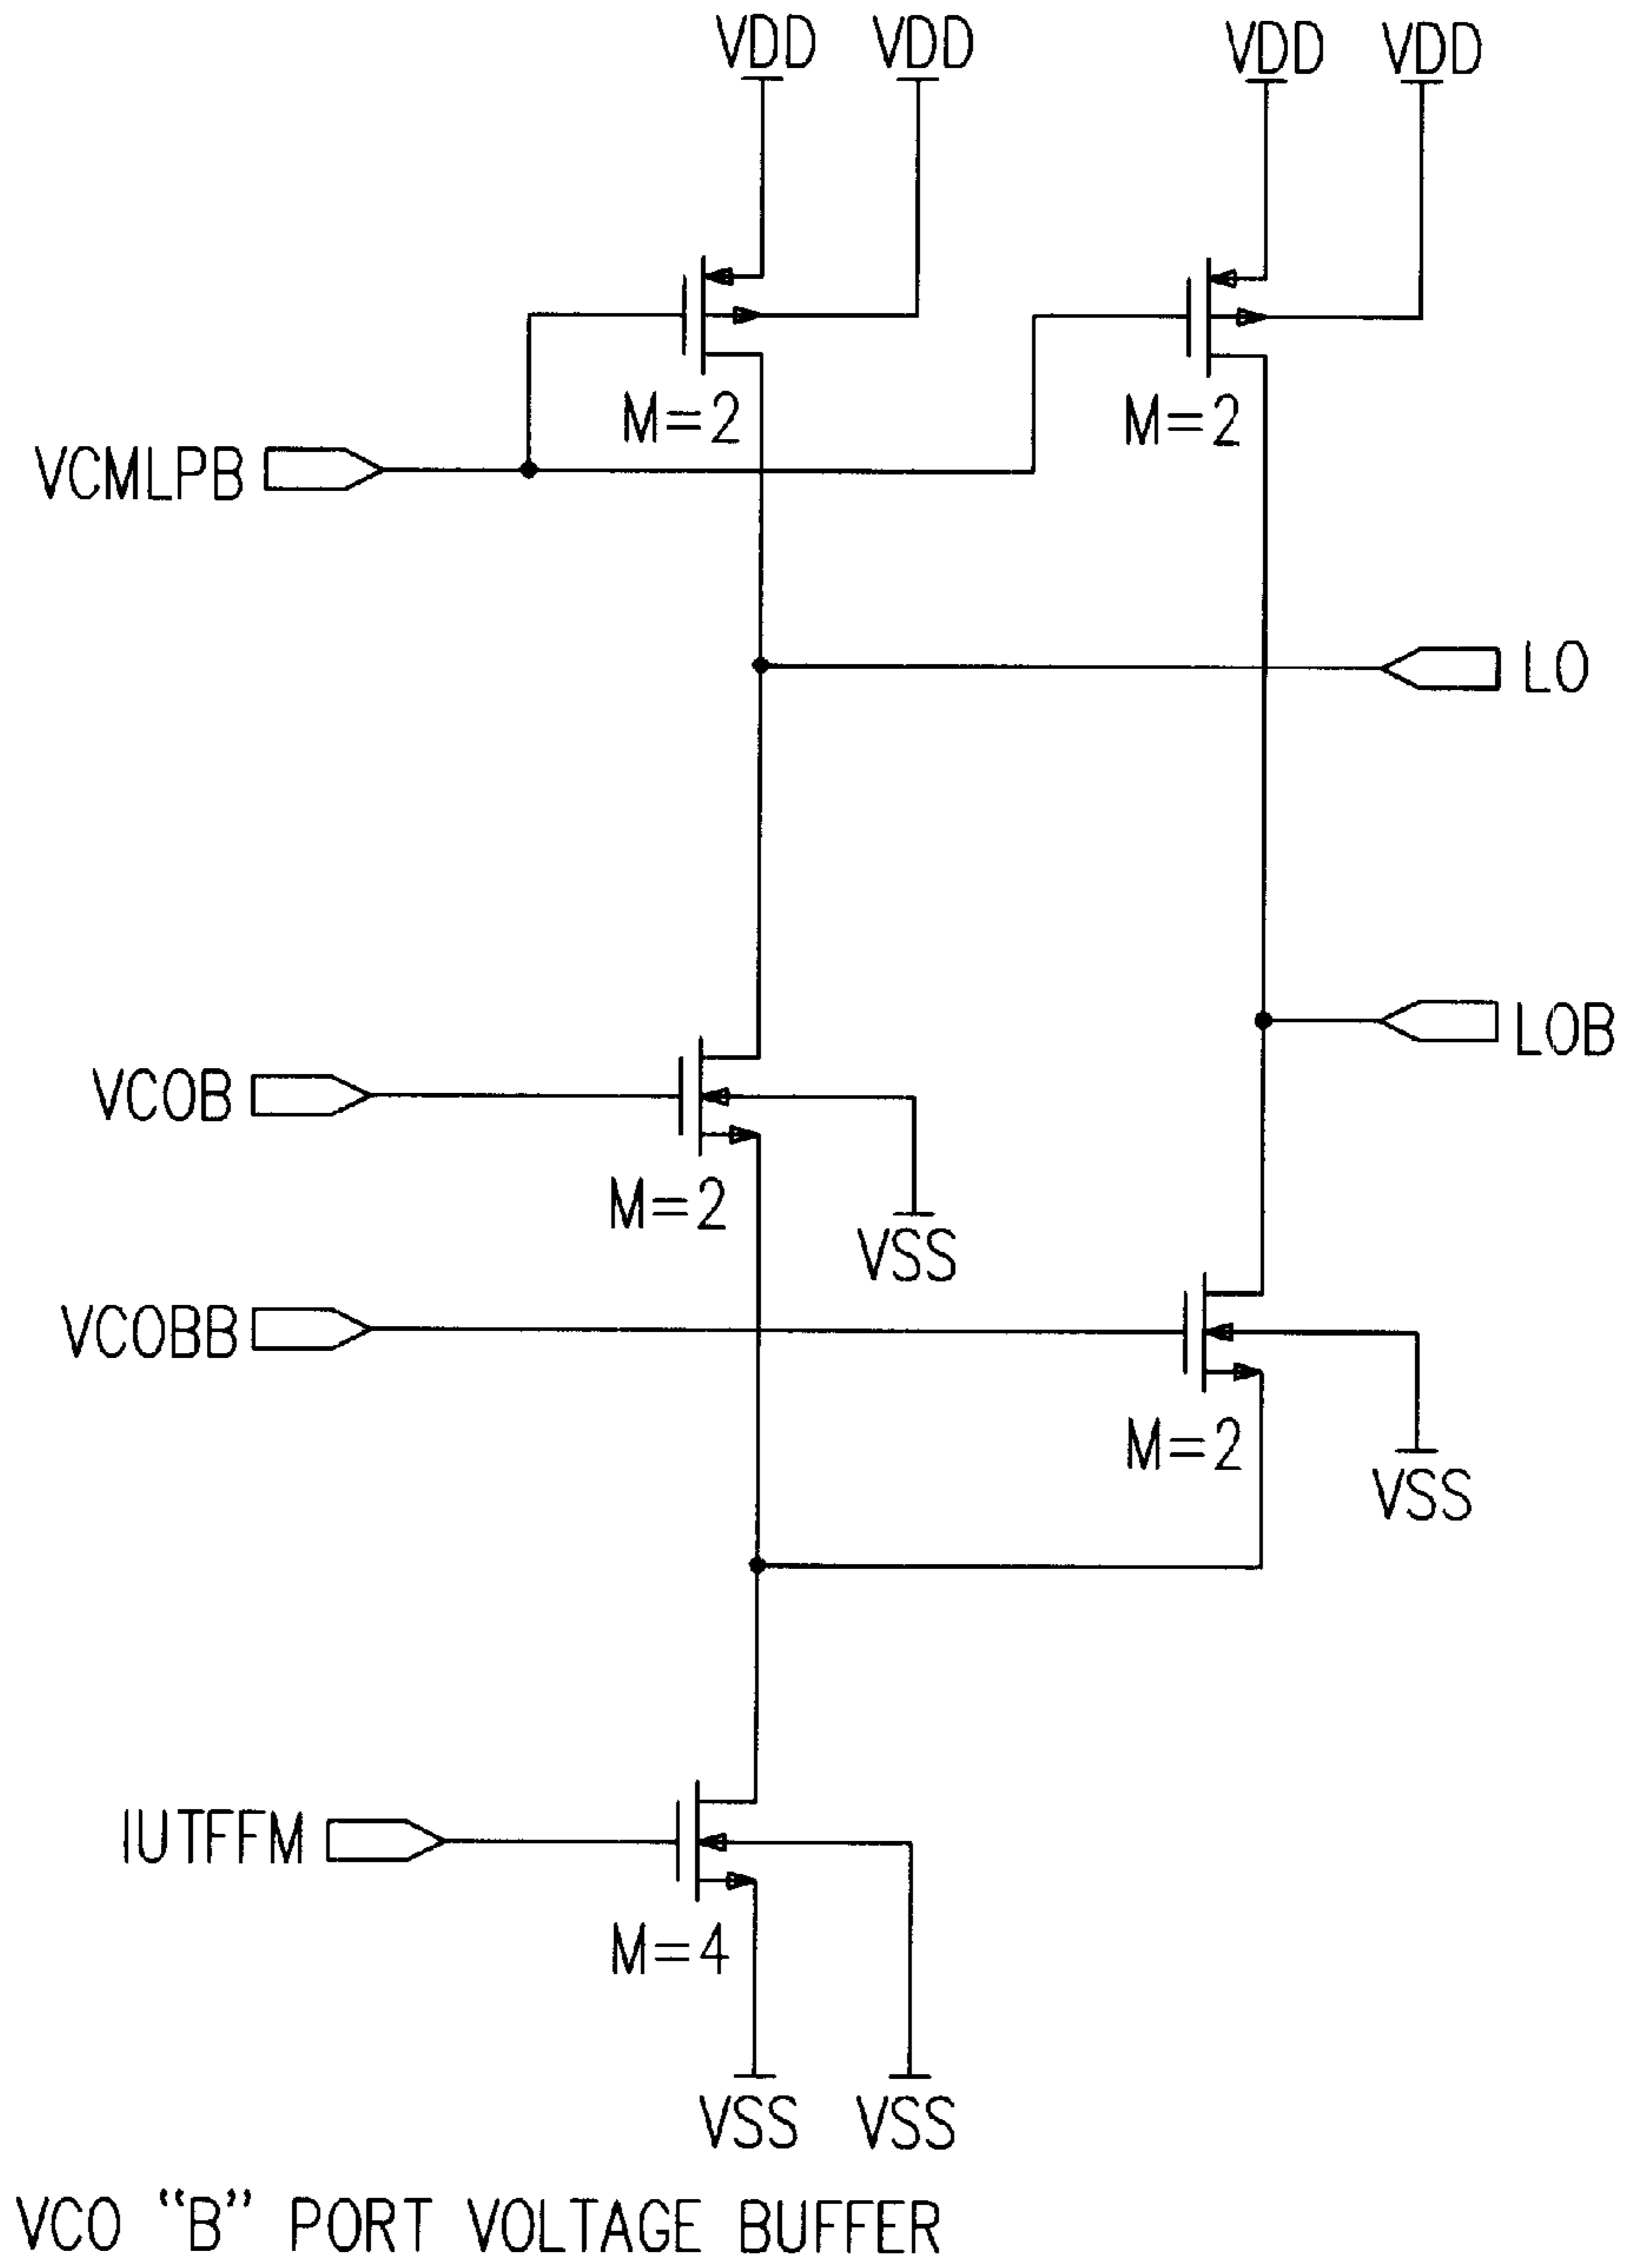 VDD VDD VDD VDD
M=2 M=2
VCMLPB
LO
LOB
VCOB
M=2
VSS
VCOBB
M=2
VSS
IUTFFM
M=4
VSS VSS
VCO “B” PORT VOLTAGE BUFFER